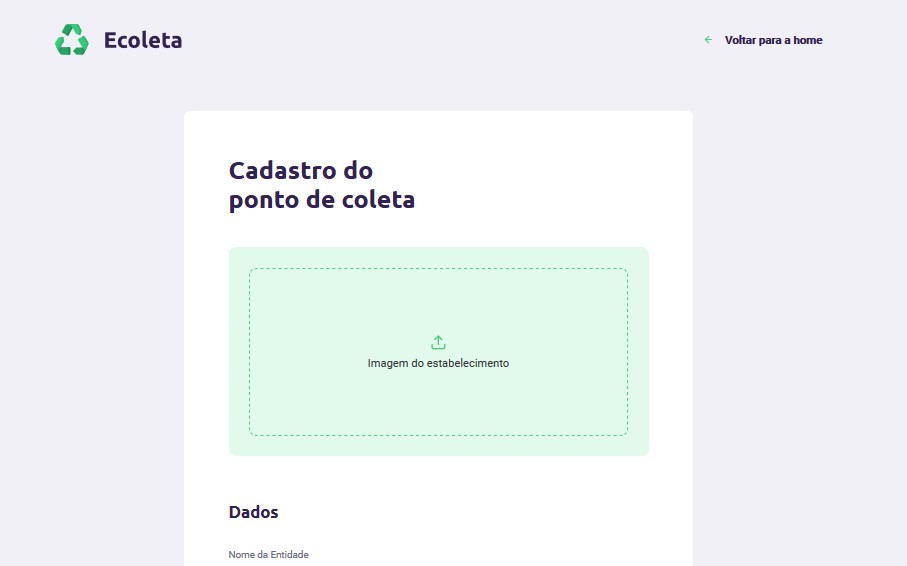 Ecoleta
Voltar para a home
Cadastro do
ponto de coleta
Imagem do estabelecimento
Dados
Nome da Entidade